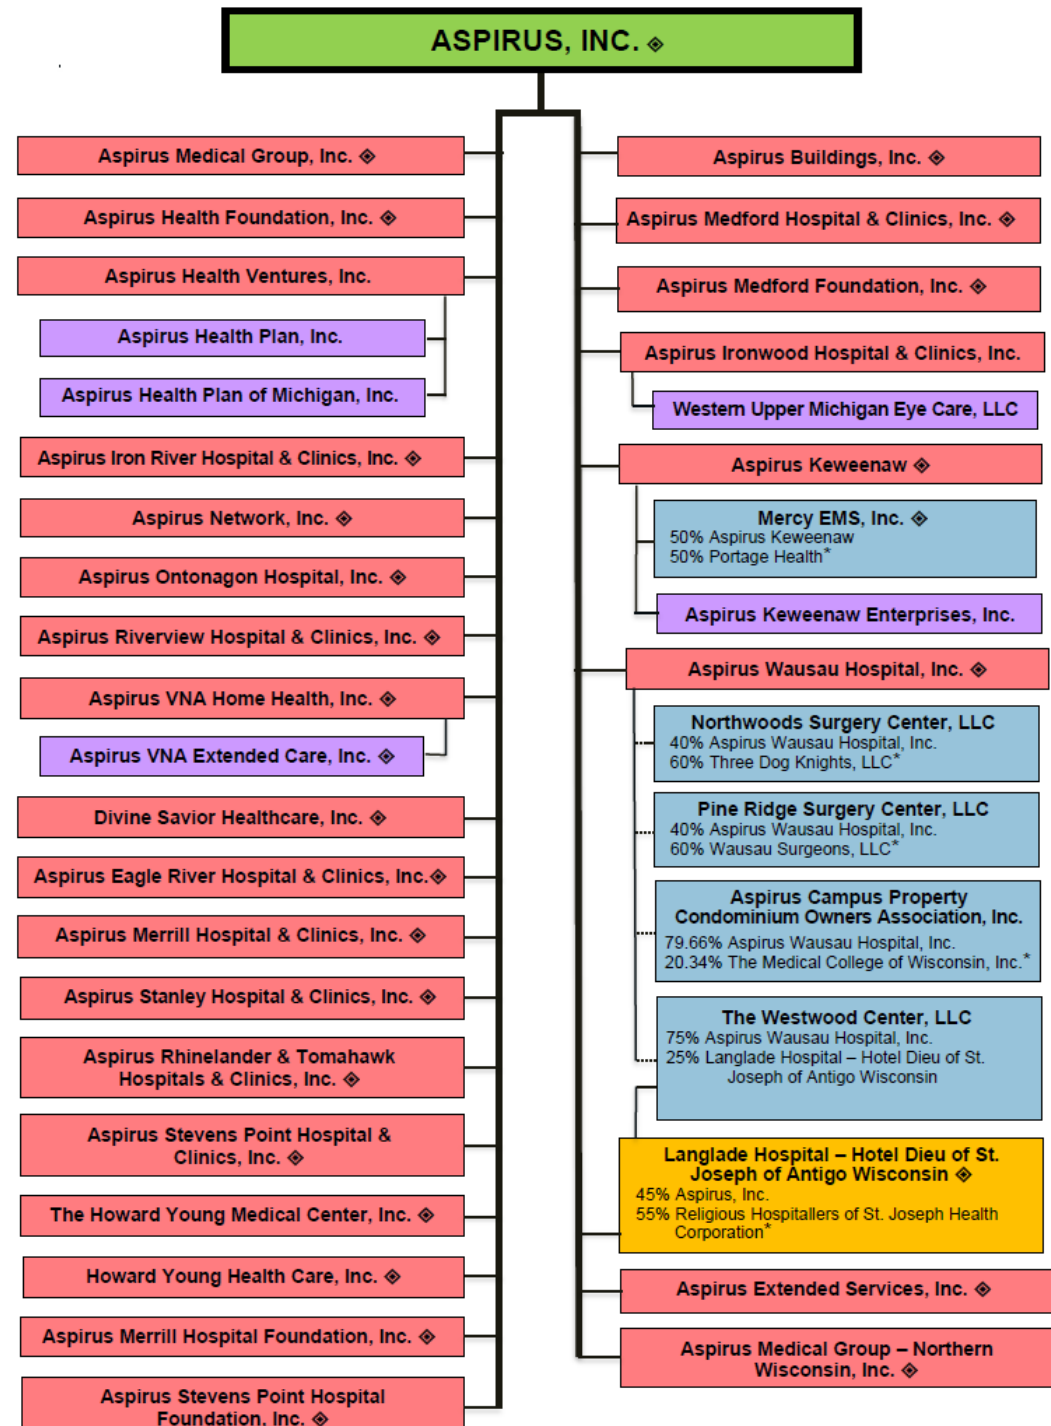 ASPIRUS, INC. ◈
Aspirus Medical Group, Inc. ◈
Aspirus Health Foundation, Inc. ◈
Aspirus Health Ventures, Inc.
Aspirus Health Plan, Inc.
Aspirus Health Plan of Michigan, Inc.
Aspirus Iron River Hospital & Clinics, Inc. ◈
Aspirus Network, Inc. ◈
Aspirus Ontonagon Hospital, Inc. ◈
Aspirus Riverview Hospital & Clinics, Inc. ◈
Aspirus VNA Home Health, Inc. ◈
Aspirus VNA Extended Care, Inc. ◈
Divine Savior Healthcare, Inc. ◈
Aspirus Eagle River Hospital & Clinics, Inc.◈
Aspirus Merrill Hospital & Clinics, Inc. ◈
Aspirus Stanley Hospital & Clinics, Inc. ◈
Aspirus Rhinelander & Tomahawk
Hospitals & Clinics, Inc. ◈
Aspirus Stevens Point Hospital &
Clinics, Inc. ◈
The Howard Young Medical Center, Inc. ◈
Howard Young Health Care, Inc. ◈
Aspirus Merrill Hospital Foundation, Inc. ◈
Aspirus Stevens Point Hospital
Foundation, Inc. ◈
Aspirus Buildings, Inc. ◈
Aspirus Medford Hospital & Clinics, Inc. ◈
Aspirus Medford Foundation, Inc. ◈
Aspirus Ironwood Hospital & Clinics, Inc.
Western Upper Michigan Eye Care, LLC
Aspirus Keweenaw ◈
Mercy EMS, Inc. ◈
50% Aspirus Keweenaw
50% Portage Health*
Aspirus Keweenaw Enterprises, Inc.
Aspirus Wausau Hospital, Inc. ◈
Northwoods Surgery Center, LLC
40% Aspirus Wausau Hospital, Inc.
60% Three Dog Knights, LLC*
Pine Ridge Surgery Center, LLC
40% Aspirus Wausau Hospital, Inc.
60% Wausau Surgeons, LLC*
Aspirus Campus Property
Condominium Owners Association, Inc.
79.66% Aspirus Wausau Hospital, Inc.
20.34% The Medical College of Wisconsin, Inc.*
The Westwood Center, LLC
75% Aspirus Wausau Hospital, Inc.
25% Langlade Hospital – Hotel Dieu of St.
Joseph of Antigo Wisconsin
Langlade Hospital – Hotel Dieu of St.
Joseph of Antigo Wisconsin ◈
45% Aspirus, Inc.
55% Religious Hospitallers of St. Joseph Health
Corporation*
Aspirus Extended Services, Inc. ◈
Aspirus Medical Group – Northern
Wisconsin, Inc. ◈